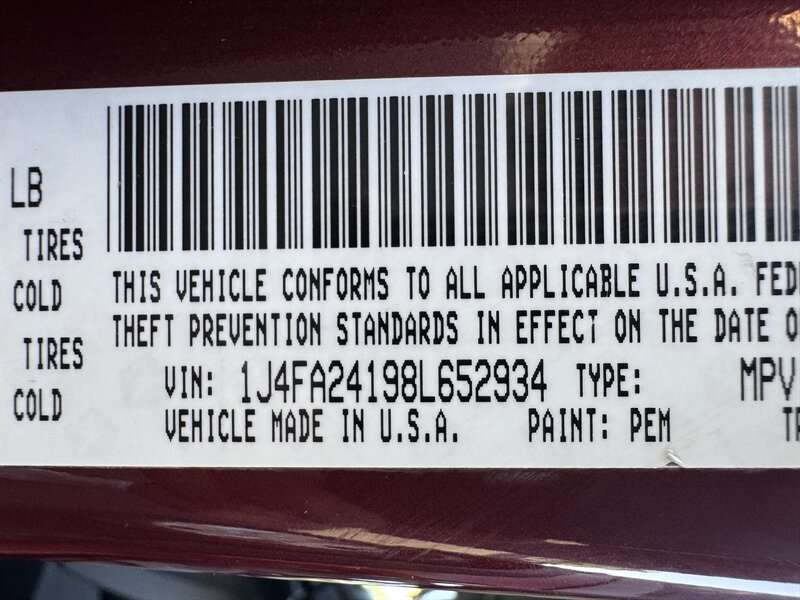 LB
TIRES
COLD
TIRES
COLD
THIS VEHICLE CONFORMS TO ALL APPLICABLE U.S.A. FED
THEFT PREVENTION STANDARDS IN EFFECT ON THE DATE O
VIN: 1J4FA24198L652934 TYPE: MPV
VEHICLE MADE IN U.S.A. PAINT: PEM